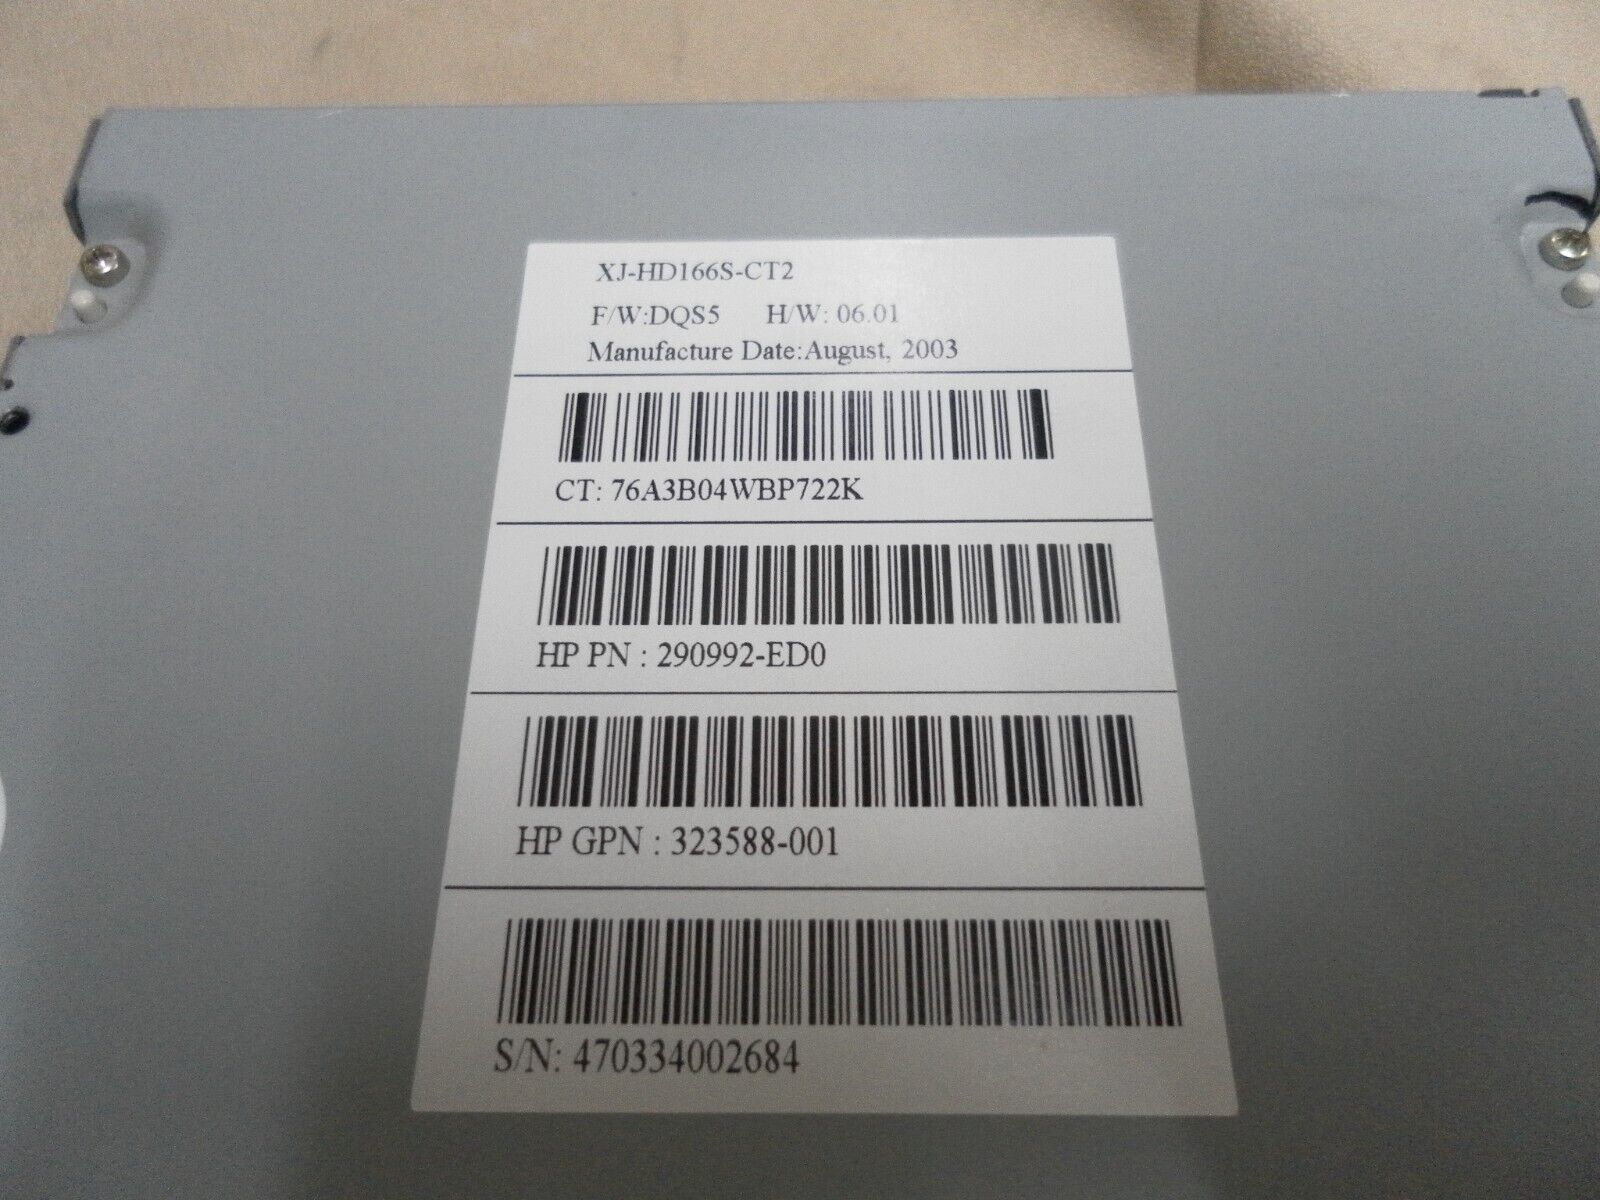 XJ-HD166S-CT2
F/W:DQS5 H/W: 06.01
Manufacture Date:August, 2003
CT: 76A3B04WBP722K
HP PN : 290992-ED0
HP GPN : 323588-001
S/N: 470334002684